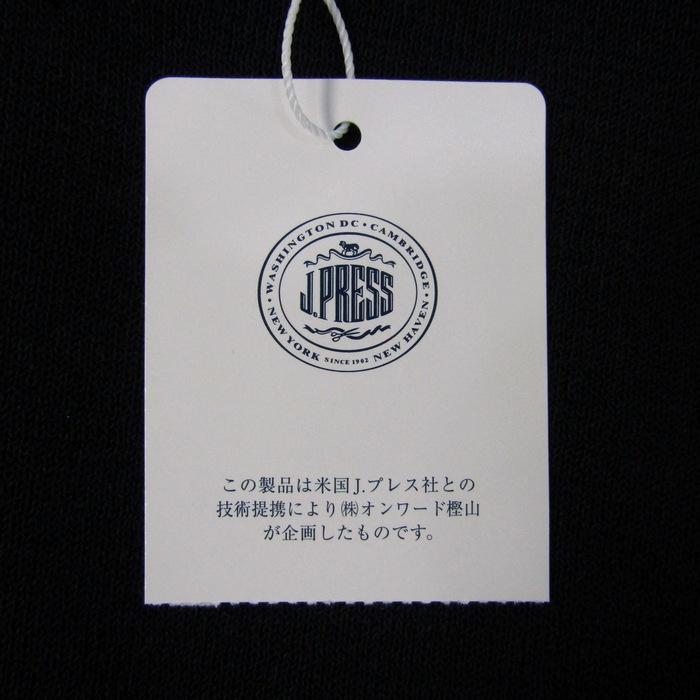 WASHINGTON DC • CAMBRIDGE •
J.PRESS
• NEW YORK SINCE 1902 NEW HAVEN •
この製品は米国J.プレス社との
技術提携により㈱オンワード樫山
が企画したものです。